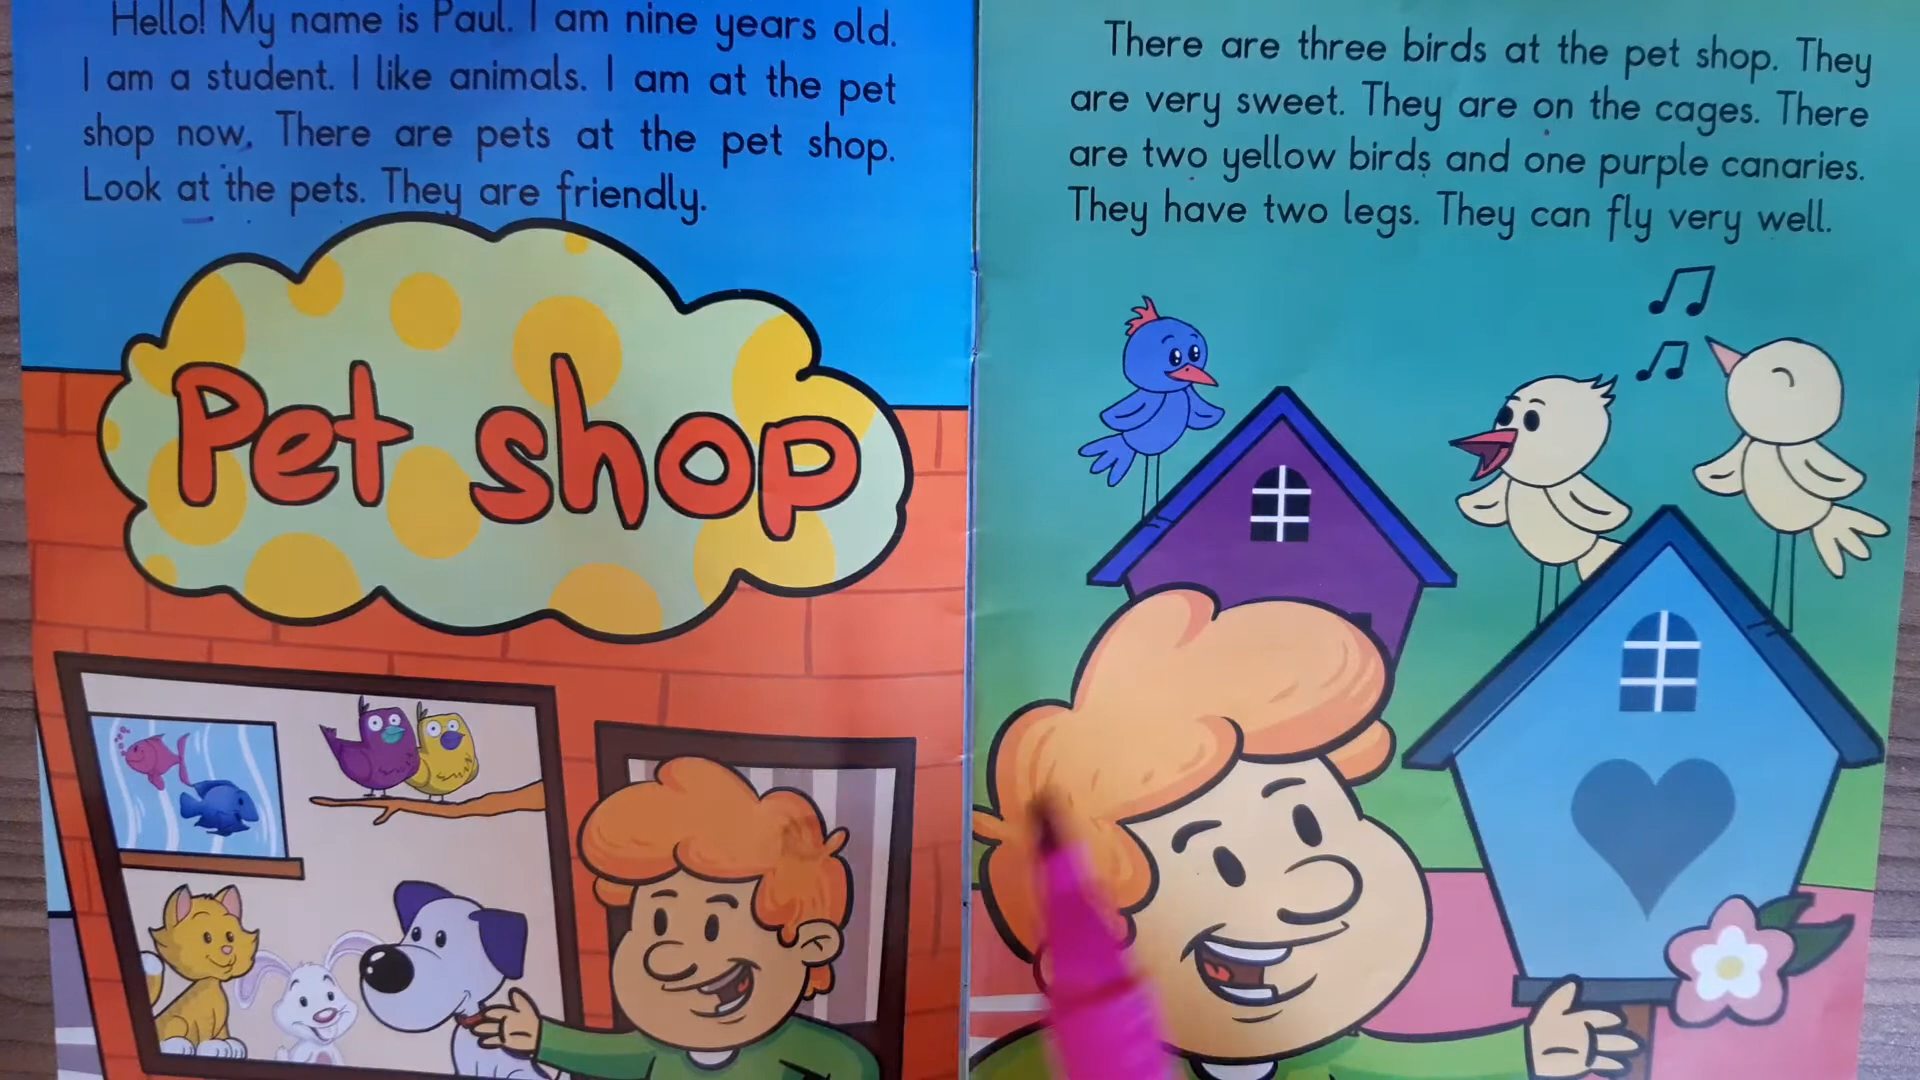 Hello! My name is Paul. I am nine years old.
I am a student. I like animals. I am at the pet
shop now. There are pets at the pet shop.
Look at the pets. They are friendly.
Pet shop
There are three birds at the pet shop. They
are very sweet. They are on the cages. There
are two yellow birds and one purple canaries.
They have two legs. They can fly very well.